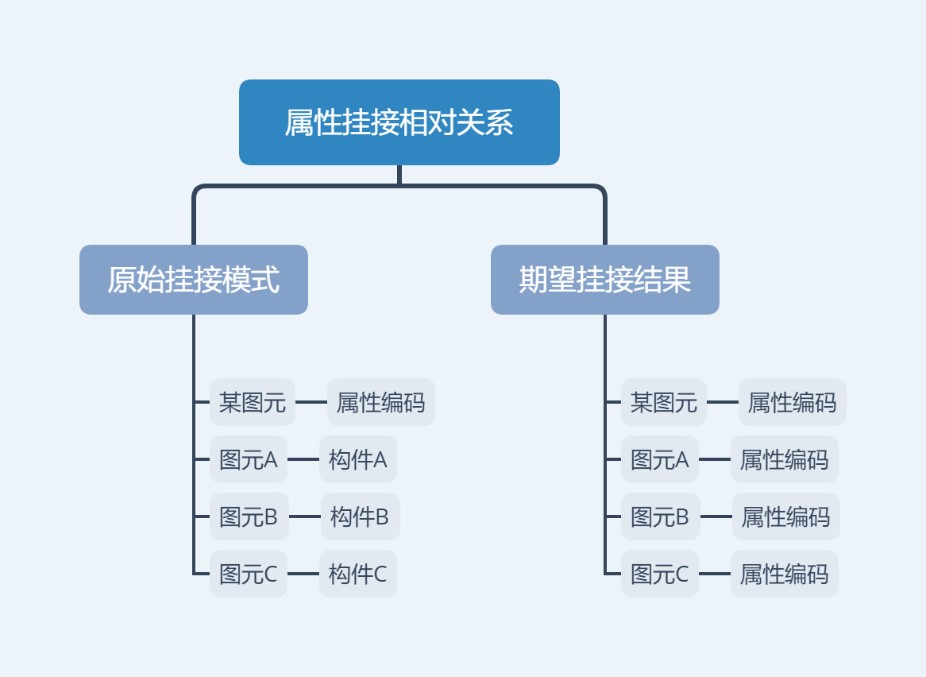 属性挂接相对关系
原始挂接模式
期望挂接结果
某图元
属性编码
图元A
构件A
图元B
构件B
图元C
构件C
某图元
属性编码
图元A
属性编码
图元B
属性编码
图元C
属性编码